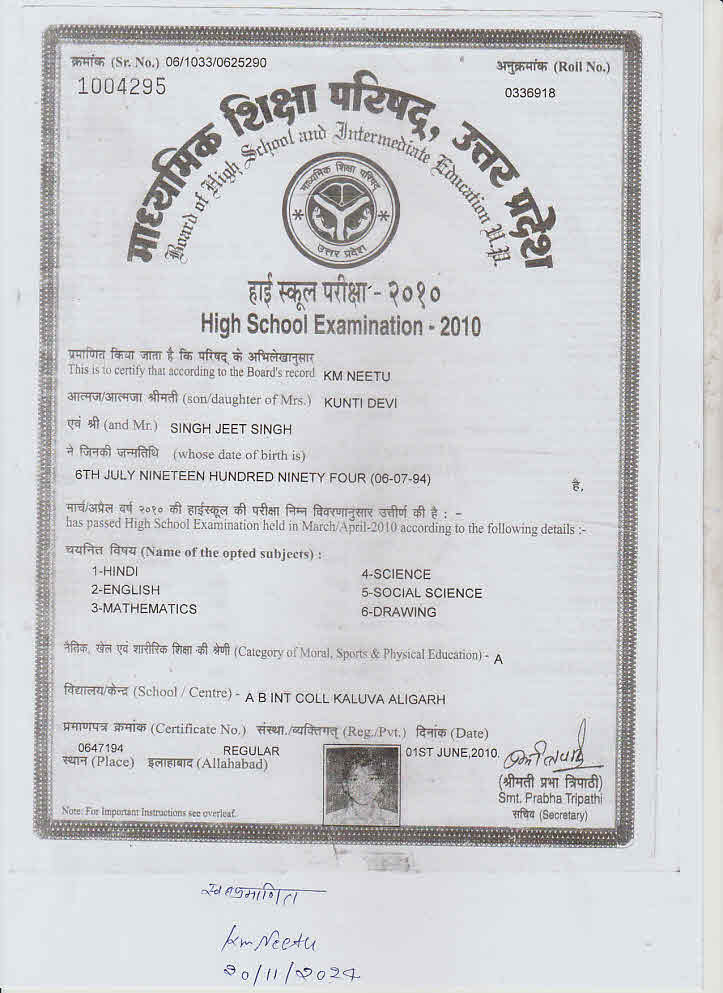 क्रमांक (Sr. No.) 06/1033/0625290
अनुक्रमांक (Roll No.)
1004295
0336918
माध्यमिक शिक्षा परिषद्, उत्तर प्रदेश
Board of High School and Intermediate Education U.P.
माध्यमिक शिक्षा परिषद
उत्तर प्रदेश
हाई स्कूल परीक्षा - २०१०
High School Examination - 2010
प्रमाणित किया जाता है कि परिषद् के अभिलेखानुसार
This is to certify that according to the Board's record KM NEETU
आत्मज/आत्मजा श्रीमती (son/daughter of Mrs.) KUNTI DEVI
एवं श्री (and Mr.) SINGH JEET SINGH
ने जिनकी जन्मतिथि (whose date of birth is)
6TH JULY NINETEEN HUNDRED NINETY FOUR (06-07-94) है,
मार्च/अप्रैल वर्ष २०१० की हाईस्कूल की परीक्षा निम्न विवरणानुसार उत्तीर्ण की है : -
has passed High School Examination held in March/April-2010 according to the following details :-
चयनित विषय (Name of the opted subjects) :
1-HINDI 4-SCIENCE
2-ENGLISH 5-SOCIAL SCIENCE
3-MATHEMATICS 6-DRAWING
नैतिक, खेल एवं शारीरिक शिक्षा की श्रेणी (Category of Moral, Sports & Physical Education) - A
विद्यालय/केन्द्र (School / Centre) - A B INT COLL KALUVA ALIGARH
प्रमाणपत्र क्रमांक (Certificate No.) संस्था./व्यक्तिगत् (Reg./Pvt.) दिनांक (Date)
0647194 REGULAR 01ST JUNE,2010.
स्थान (Place) इलाहाबाद (Allahabad)
(श्रीमती प्रभा त्रिपाठी)
Smt. Prabha Tripathi
सचिव (Secretary)
Note: For Important Instructions see overleaf.
स्वप्रमाणित
Km Neetu
20/11/2024